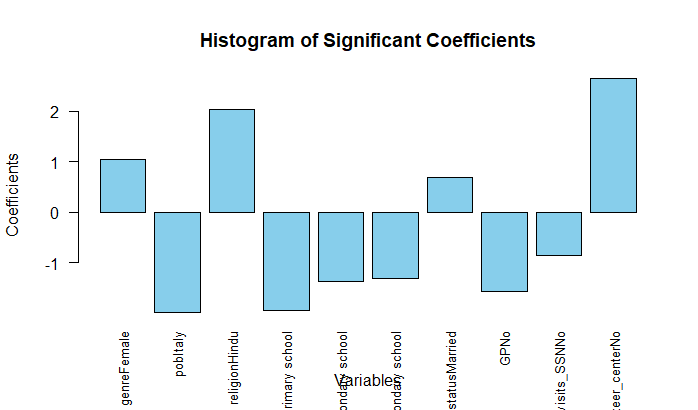 Histogram of Significant Coefficients
Coefficients
2
1
0
-1
genreFemale
pobItaly
religionHindu
rimary school
ondary school
ondary school
statusMarried
GPNo
visits_SSNNo
teer_centerNo
Variables